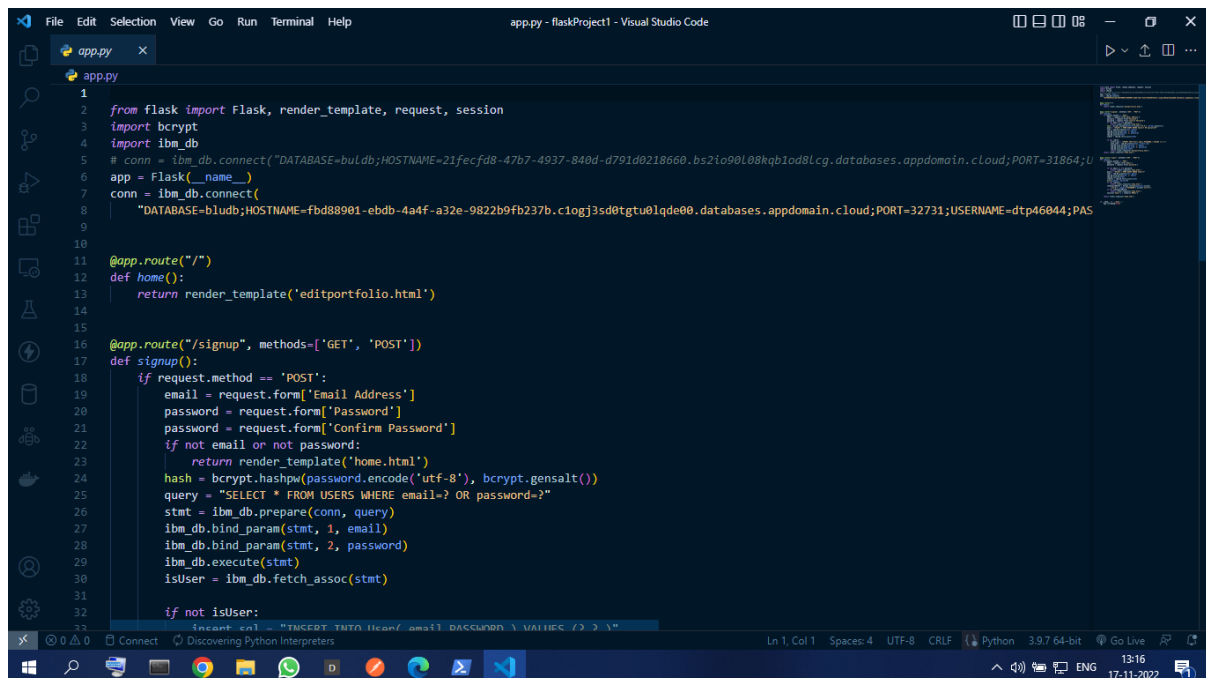 File Edit Selection View Go Run Terminal Help app.py - flaskProject1 - Visual Studio Code
app.py
app.py
1
2 from flask import Flask, render_template, request, session
3 import bcrypt
4 import ibm_db
5 # conn = ibm_db.connect("DATABASE=buldb;HOSTNAME=21fecfd8-47b7-4937-840d-d791d0218660.bs2io90l08kqb1od8lcg.databases.appdomain.cloud;PORT=31864;U
6 app = Flask(__name__)
7 conn = ibm_db.connect(
8 "DATABASE=bludb;HOSTNAME=fbd88901-ebdb-4a4f-a32e-9822b9fb237b.c1ogj3sd0tgtu0lqde00.databases.appdomain.cloud;PORT=32731;USERNAME=dtp46044;PAS
9
10
11 @app.route("/")
12 def home():
13 return render_template('editportfolio.html')
14
15
16 @app.route("/signup", methods=['GET', 'POST'])
17 def signup():
18 if request.method == 'POST':
19 email = request.form['Email Address']
20 password = request.form['Password']
21 password = request.form['Confirm Password']
22 if not email or not password:
23 return render_template('home.html')
24 hash = bcrypt.hashpw(password.encode('utf-8'), bcrypt.gensalt())
25 query = "SELECT * FROM USERS WHERE email=? OR password=?"
26 stmt = ibm_db.prepare(conn, query)
27 ibm_db.bind_param(stmt, 1, email)
28 ibm_db.bind_param(stmt, 2, password)
29 ibm_db.execute(stmt)
30 isUser = ibm_db.fetch_assoc(stmt)
31
32 if not isUser:
33 insert_sql = "INSERT INTO User( email,PASSWORD ) VALUES (?,?,)"
0 0 Connect Discovering Python Interpreters Ln 1, Col 1 Spaces: 4 UTF-8 CRLF Python 3.9.7 64-bit Go Live
ENG 13:16
17-11-2022